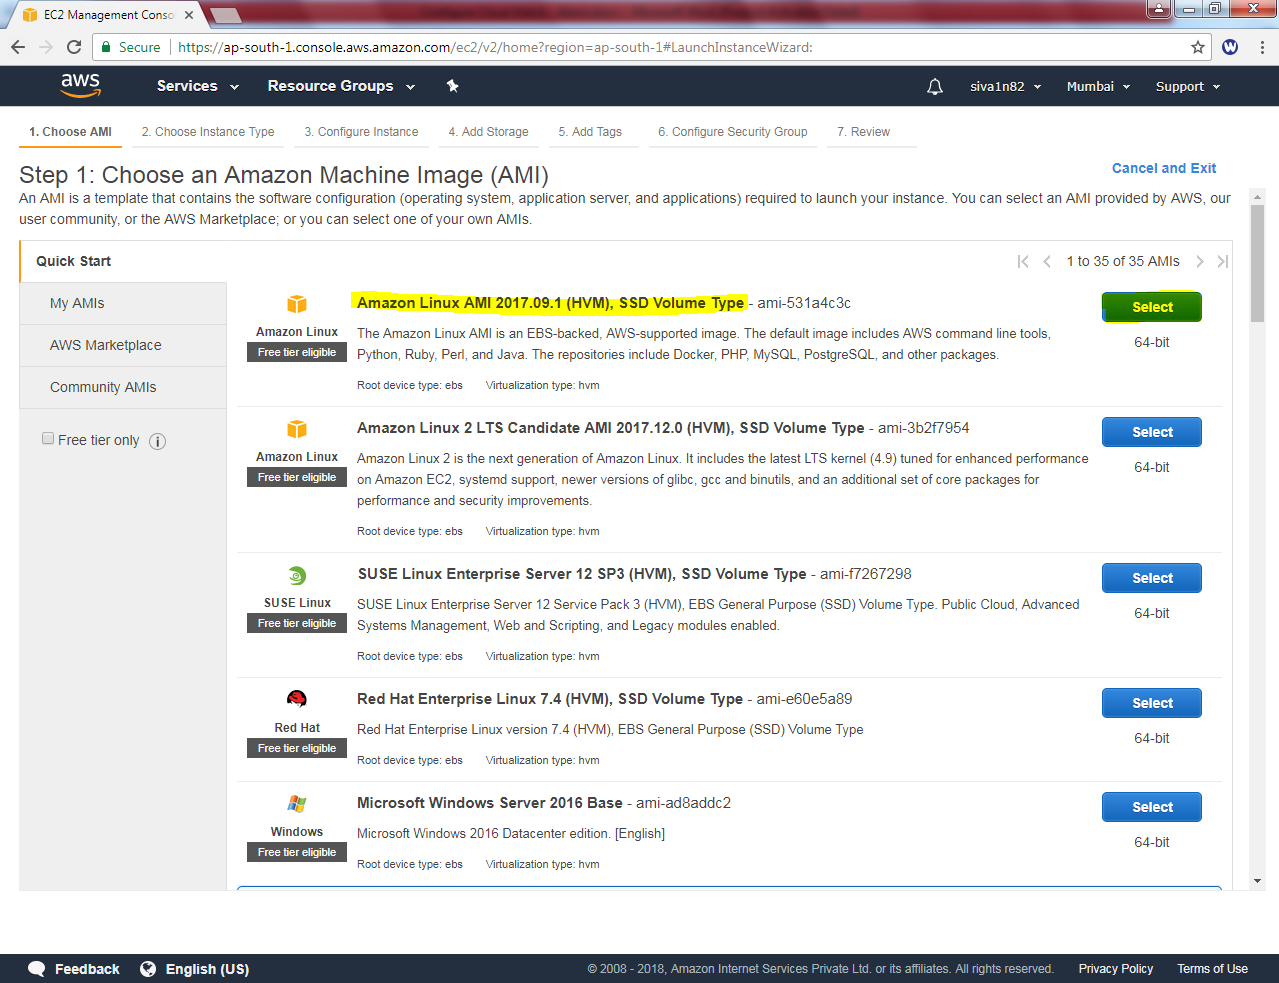 EC2 Management Conso
Secure https://ap-south-1.console.aws.amazon.com/ec2/v2/home?region=ap-south-1#LaunchInstanceWizard:
W
aws Services Resource Groups siva1n82 Mumbai Support
1. Choose AMI 2. Choose Instance Type 3. Configure Instance 4. Add Storage 5. Add Tags 6. Configure Security Group 7. Review
Step 1: Choose an Amazon Machine Image (AMI)
Cancel and Exit
An AMI is a template that contains the software configuration (operating system, application server, and applications) required to launch your instance. You can select an AMI provided by AWS, our
user community, or the AWS Marketplace; or you can select one of your own AMIs.
Quick Start
1 to 35 of 35 AMIs
My AMIs
AWS Marketplace
Community AMIs
Free tier only i
Amazon Linux
Free tier eligible
Amazon Linux AMI 2017.09.1 (HVM), SSD Volume Type - ami-531a4c3c
The Amazon Linux AMI is an EBS-backed, AWS-supported image. The default image includes AWS command line tools,
Python, Ruby, Perl, and Java. The repositories include Docker, PHP, MySQL, PostgreSQL, and other packages.
Root device type: ebs Virtualization type: hvm
Select
64-bit
Amazon Linux
Free tier eligible
Amazon Linux 2 LTS Candidate AMI 2017.12.0 (HVM), SSD Volume Type - ami-3b2f7954
Amazon Linux 2 is the next generation of Amazon Linux. It includes the latest LTS kernel (4.9) tuned for enhanced performance
on Amazon EC2, systemd support, newer versions of glibc, gcc and binutils, and an additional set of core packages for
performance and security improvements.
Root device type: ebs Virtualization type: hvm
Select
64-bit
SUSE Linux
Free tier eligible
SUSE Linux Enterprise Server 12 SP3 (HVM), SSD Volume Type - ami-f7267298
SUSE Linux Enterprise Server 12 Service Pack 3 (HVM), EBS General Purpose (SSD) Volume Type. Public Cloud, Advanced
Systems Management, Web and Scripting, and Legacy modules enabled.
Root device type: ebs Virtualization type: hvm
Select
64-bit
Red Hat
Free tier eligible
Red Hat Enterprise Linux 7.4 (HVM), SSD Volume Type - ami-e60e5a89
Red Hat Enterprise Linux version 7.4 (HVM), EBS General Purpose (SSD) Volume Type
Root device type: ebs Virtualization type: hvm
Select
64-bit
Windows
Free tier eligible
Microsoft Windows Server 2016 Base - ami-ad8addc2
Microsoft Windows 2016 Datacenter edition. [English]
Root device type: ebs Virtualization type: hvm
Select
64-bit
Feedback English (US) © 2008 - 2018, Amazon Internet Services Private Ltd. or its affiliates. All rights reserved. Privacy Policy Terms of Use